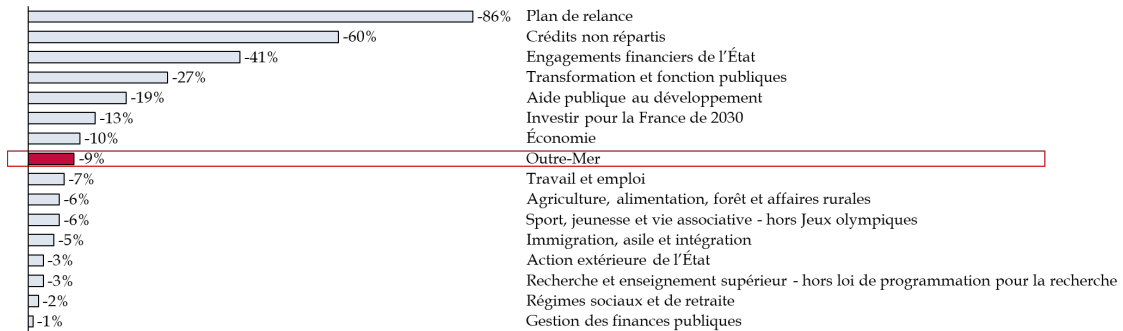 -86% Plan de relance
-60% Crédits non répartis
-41% Engagements financiers de l'État
-27% Transformation et fonction publiques
-19% Aide publique au développement
-13% Investir pour la France de 2030
-10% Économie
-9% Outre-Mer
-7% Travail et emploi
-6% Agriculture, alimentation, forêt et affaires rurales
-6% Sport, jeunesse et vie associative - hors Jeux olympiques
-5% Immigration, asile et intégration
-3% Action extérieure de l'État
-3% Recherche et enseignement supérieur - hors loi de programmation pour la recherche
-2% Régimes sociaux et de retraite
-1% Gestion des finances publiques